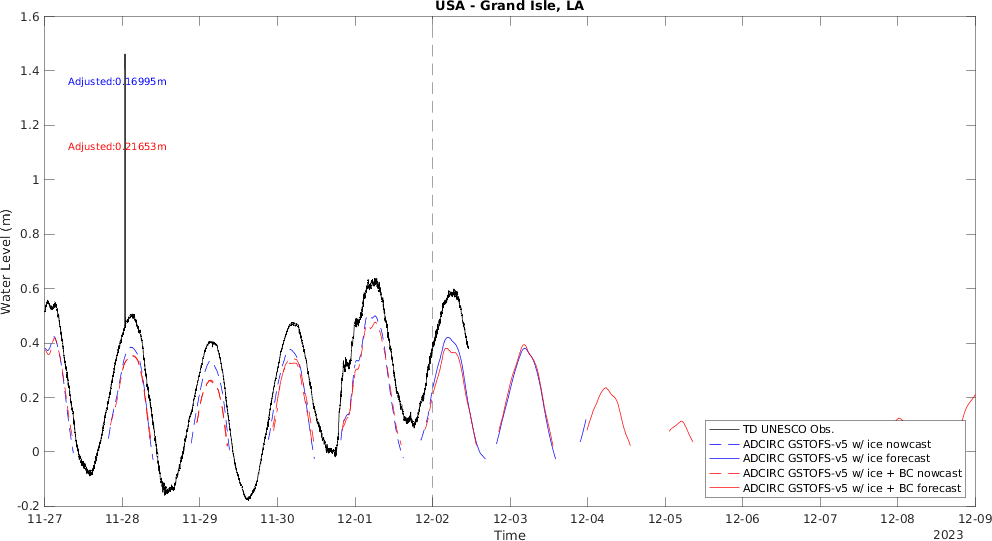 USA - Grand Isle, LA
Water Level (m)
1.6
1.4
1.2
1
0.8
0.6
0.4
0.2
0
-0.2
Adjusted:0.16995m
Adjusted:0.21653m
TD UNESCO Obs.
ADCIRC GSTOFS-v5 w/ ice nowcast
ADCIRC GSTOFS-v5 w/ ice forecast
ADCIRC GSTOFS-v5 w/ ice + BC nowcast
ADCIRC GSTOFS-v5 w/ ice + BC forecast
11-27 11-28 11-29 11-30 12-01 12-02 12-03 12-04 12-05 12-06 12-07 12-08 12-09
Time
2023